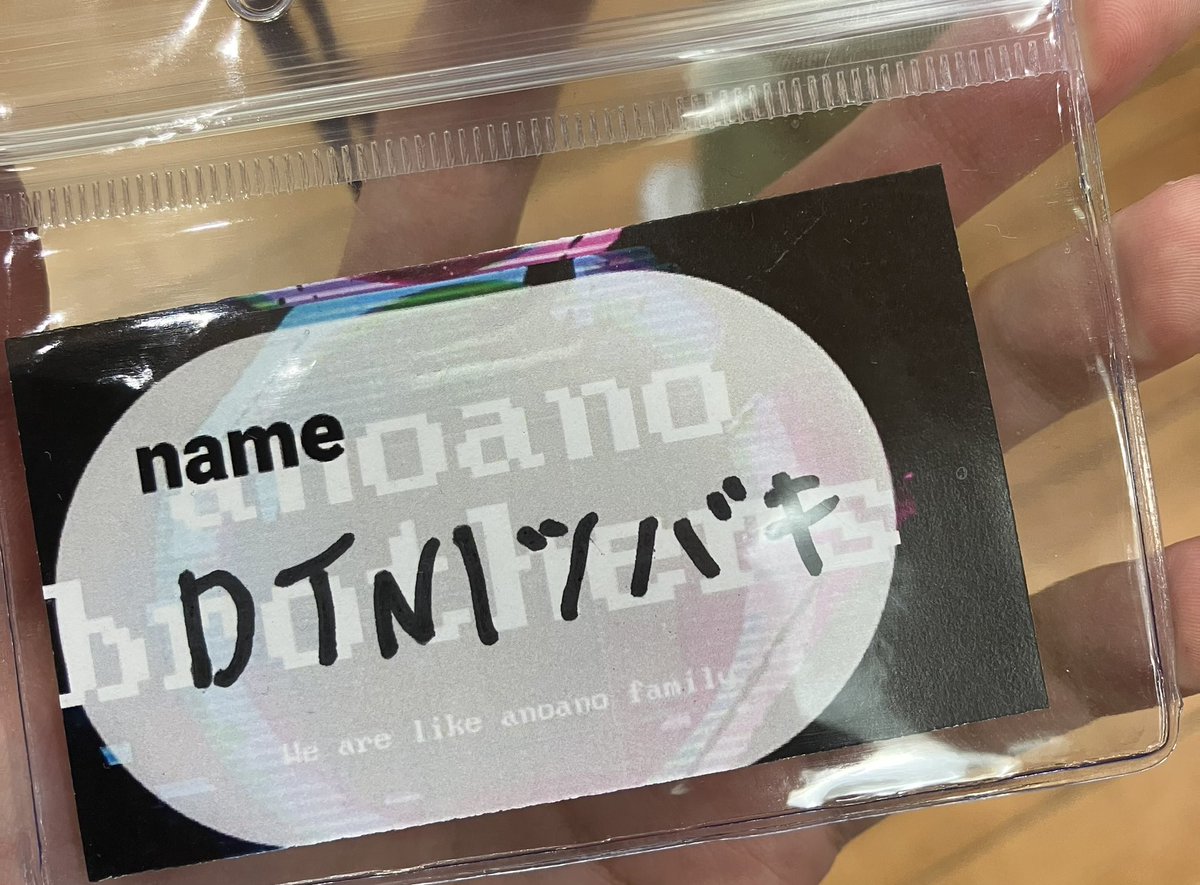 anoano
name
brothers
DTNIツバキ
We are like anoano family